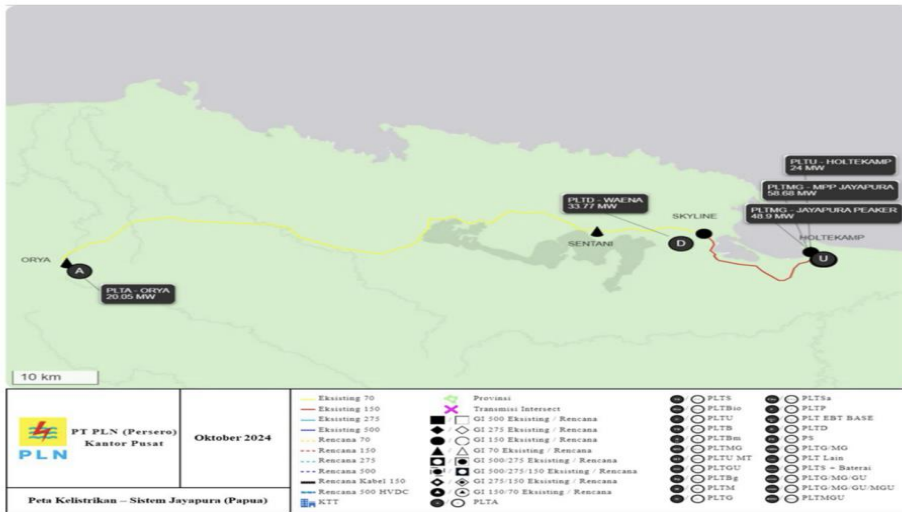 PLTU - HOLTEKAMP
24 MW
PLTMG - MPP JAYAPURA
58.68 MW
PLTD - WAENA
33.77 MW
PLTMG - JAYAPURA PEAKER
48.9 MW
SKYLINE
HOLTEKAMP
SENTANI
D
U
ORYA
A
PLTA - ORYA
20.05 MW
10 km
PLN
PT PLN (Persero)
Kantor Pusat
Oktober 2024
Peta Kelistrikan – Sistem Jayapura (Papua)
Eksisting 70
Eksisting 150
Eksisting 275
Eksisting 500
Rencana 70
Rencana 150
Rencana 275
Rencana 500
Rencana Kabel 150
Rencana 500 HVDC
KTT
Provinsi
Transmisi Intersect
/ GI 500 Eksisting / Rencana
/ GI 275 Eksisting / Rencana
/ GI 150 Eksisting / Rencana
/ GI 70 Eksisting / Rencana
/ GI 500/275 Eksisting / Rencana
/ GI 500/275/150 Eksisting / Rencana
/ GI 275/150 Eksisting / Rencana
/ GI 150/70 Eksisting / Rencana
/ PLTA
/ PLTS
/ PLTBio
/ PLTU
/ PLTB
/ PLTBm
/ PLTMG
/ PLTM
/ PLTU MT
/ PLTGU
/ PLTBg
/ PLTM
/ PLTG
/ PLTSa
/ PLTP
/ PLT EBT BASE
/ PLTD
/ PS
/ PLTG/MG
/ PLT Lain
/ PLTS + Baterai
/ PLTG/MG/GU
/ PLTG/MG/GU/MGU
/ PLTMGU